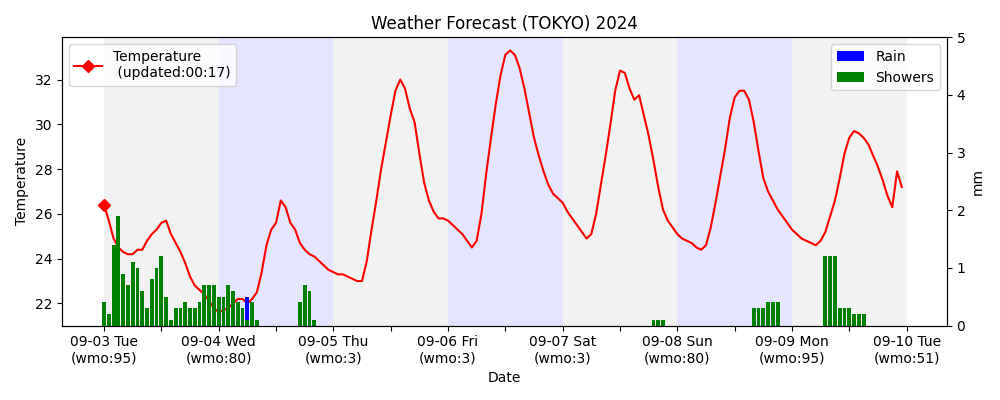 Weather Forecast (TOKYO) 2024
Temperature
(updated:00:17)
Rain
Showers
Temperature
32
30
28
26
24
22
5
4
3
2
1
0
mm
09-03 Tue
(wmo:95)
09-04 Wed
(wmo:80)
09-05 Thu
(wmo:3)
09-06 Fri
(wmo:3)
09-07 Sat
(wmo:3)
09-08 Sun
(wmo:80)
09-09 Mon
(wmo:95)
09-10 Tue
(wmo:51)
Date